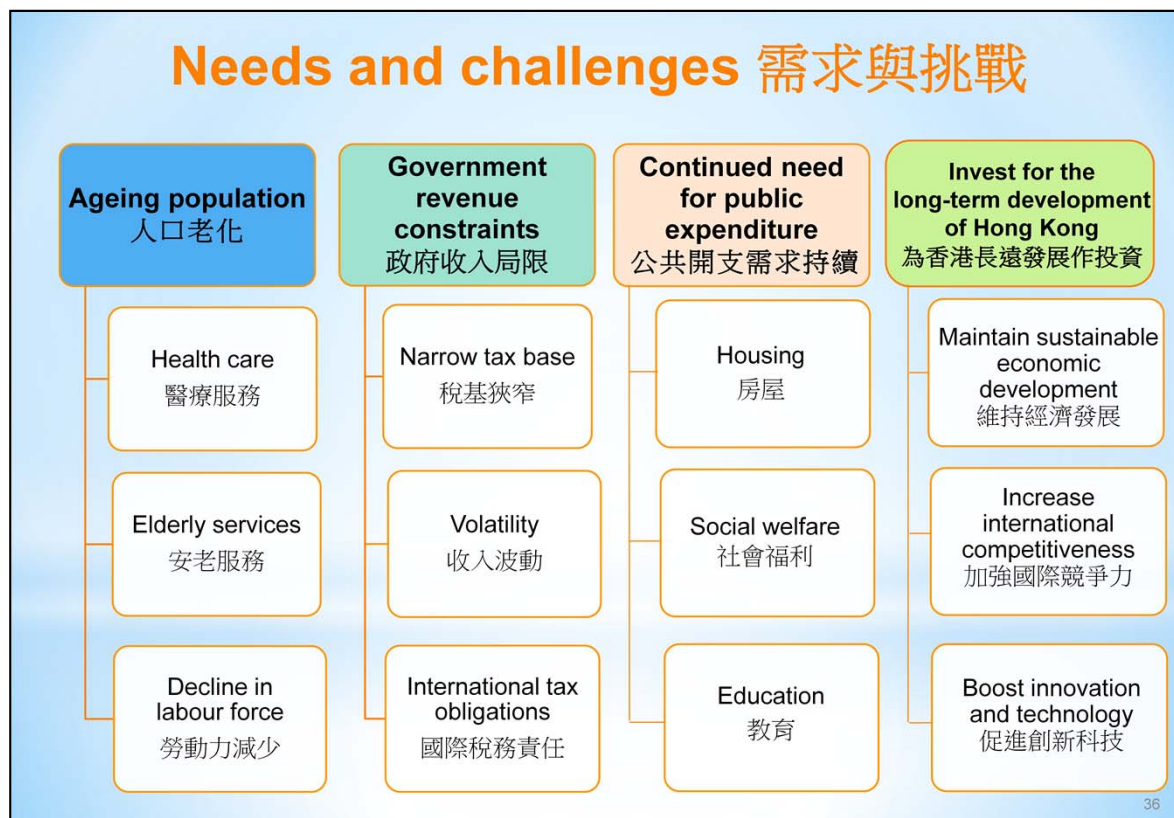 Needs and challenges 需求與挑戰
Ageing population
人口老化
Health care
醫療服務
Elderly services
安老服務
Decline in
labour force
勞動力減少
Government
revenue
constraints
政府收入局限
Narrow tax base
稅基狹窄
Volatility
收入波動
International tax
obligations
國際稅務責任
Continued need
for public
expenditure
公共開支需求持續
Housing
房屋
Social welfare
社會福利
Education
教育
Invest for the
long-term development
of Hong Kong
為香港長遠發展作投資
Maintain sustainable
economic
development
維持經濟發展
Increase
international
competitiveness
加強國際競爭力
Boost innovation
and technology
促進創新科技
36